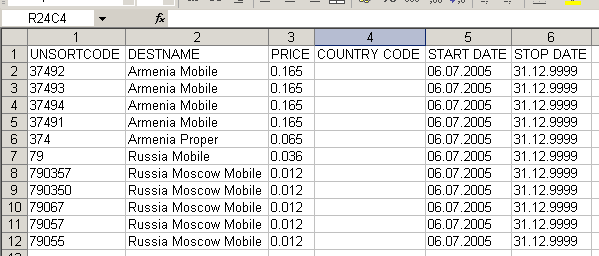 R24C4 fx
1 2 3 4 5 6
1 UNSORTCODE DESTNAME PRICE COUNTRY CODE START DATE STOP DATE
2 37492 Armenia Mobile 0.165 06.07.2005 31.12.9999
3 37493 Armenia Mobile 0.165 06.07.2005 31.12.9999
4 37494 Armenia Mobile 0.165 06.07.2005 31.12.9999
5 37491 Armenia Mobile 0.165 06.07.2005 31.12.9999
6 374 Armenia Proper 0.065 06.07.2005 31.12.9999
7 79 Russia Mobile 0.036 06.07.2005 31.12.9999
8 790357 Russia Moscow Mobile 0.012 06.07.2005 31.12.9999
9 790350 Russia Moscow Mobile 0.012 06.07.2005 31.12.9999
10 79067 Russia Moscow Mobile 0.012 06.07.2005 31.12.9999
11 79057 Russia Moscow Mobile 0.012 06.07.2005 31.12.9999
12 79055 Russia Moscow Mobile 0.012 06.07.2005 31.12.9999